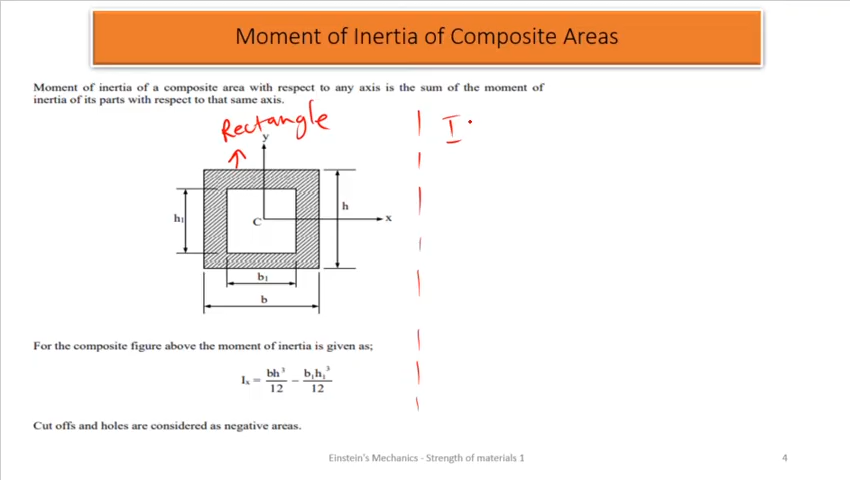 Moment of Inertia of Composite Areas
Moment of inertia of a composite area with respect to any axis is the sum of the moment of
inertia of its parts with respect to that same axis.
Rectangle
I
y
h₁
h
C
x
b₁
b
For the composite figure above the moment of inertia is given as;
Iₓ = bh³/12 − b₁h₁³/12
Cut offs and holes are considered as negative areas.
Einstein's Mechanics - Strength of materials 1
4